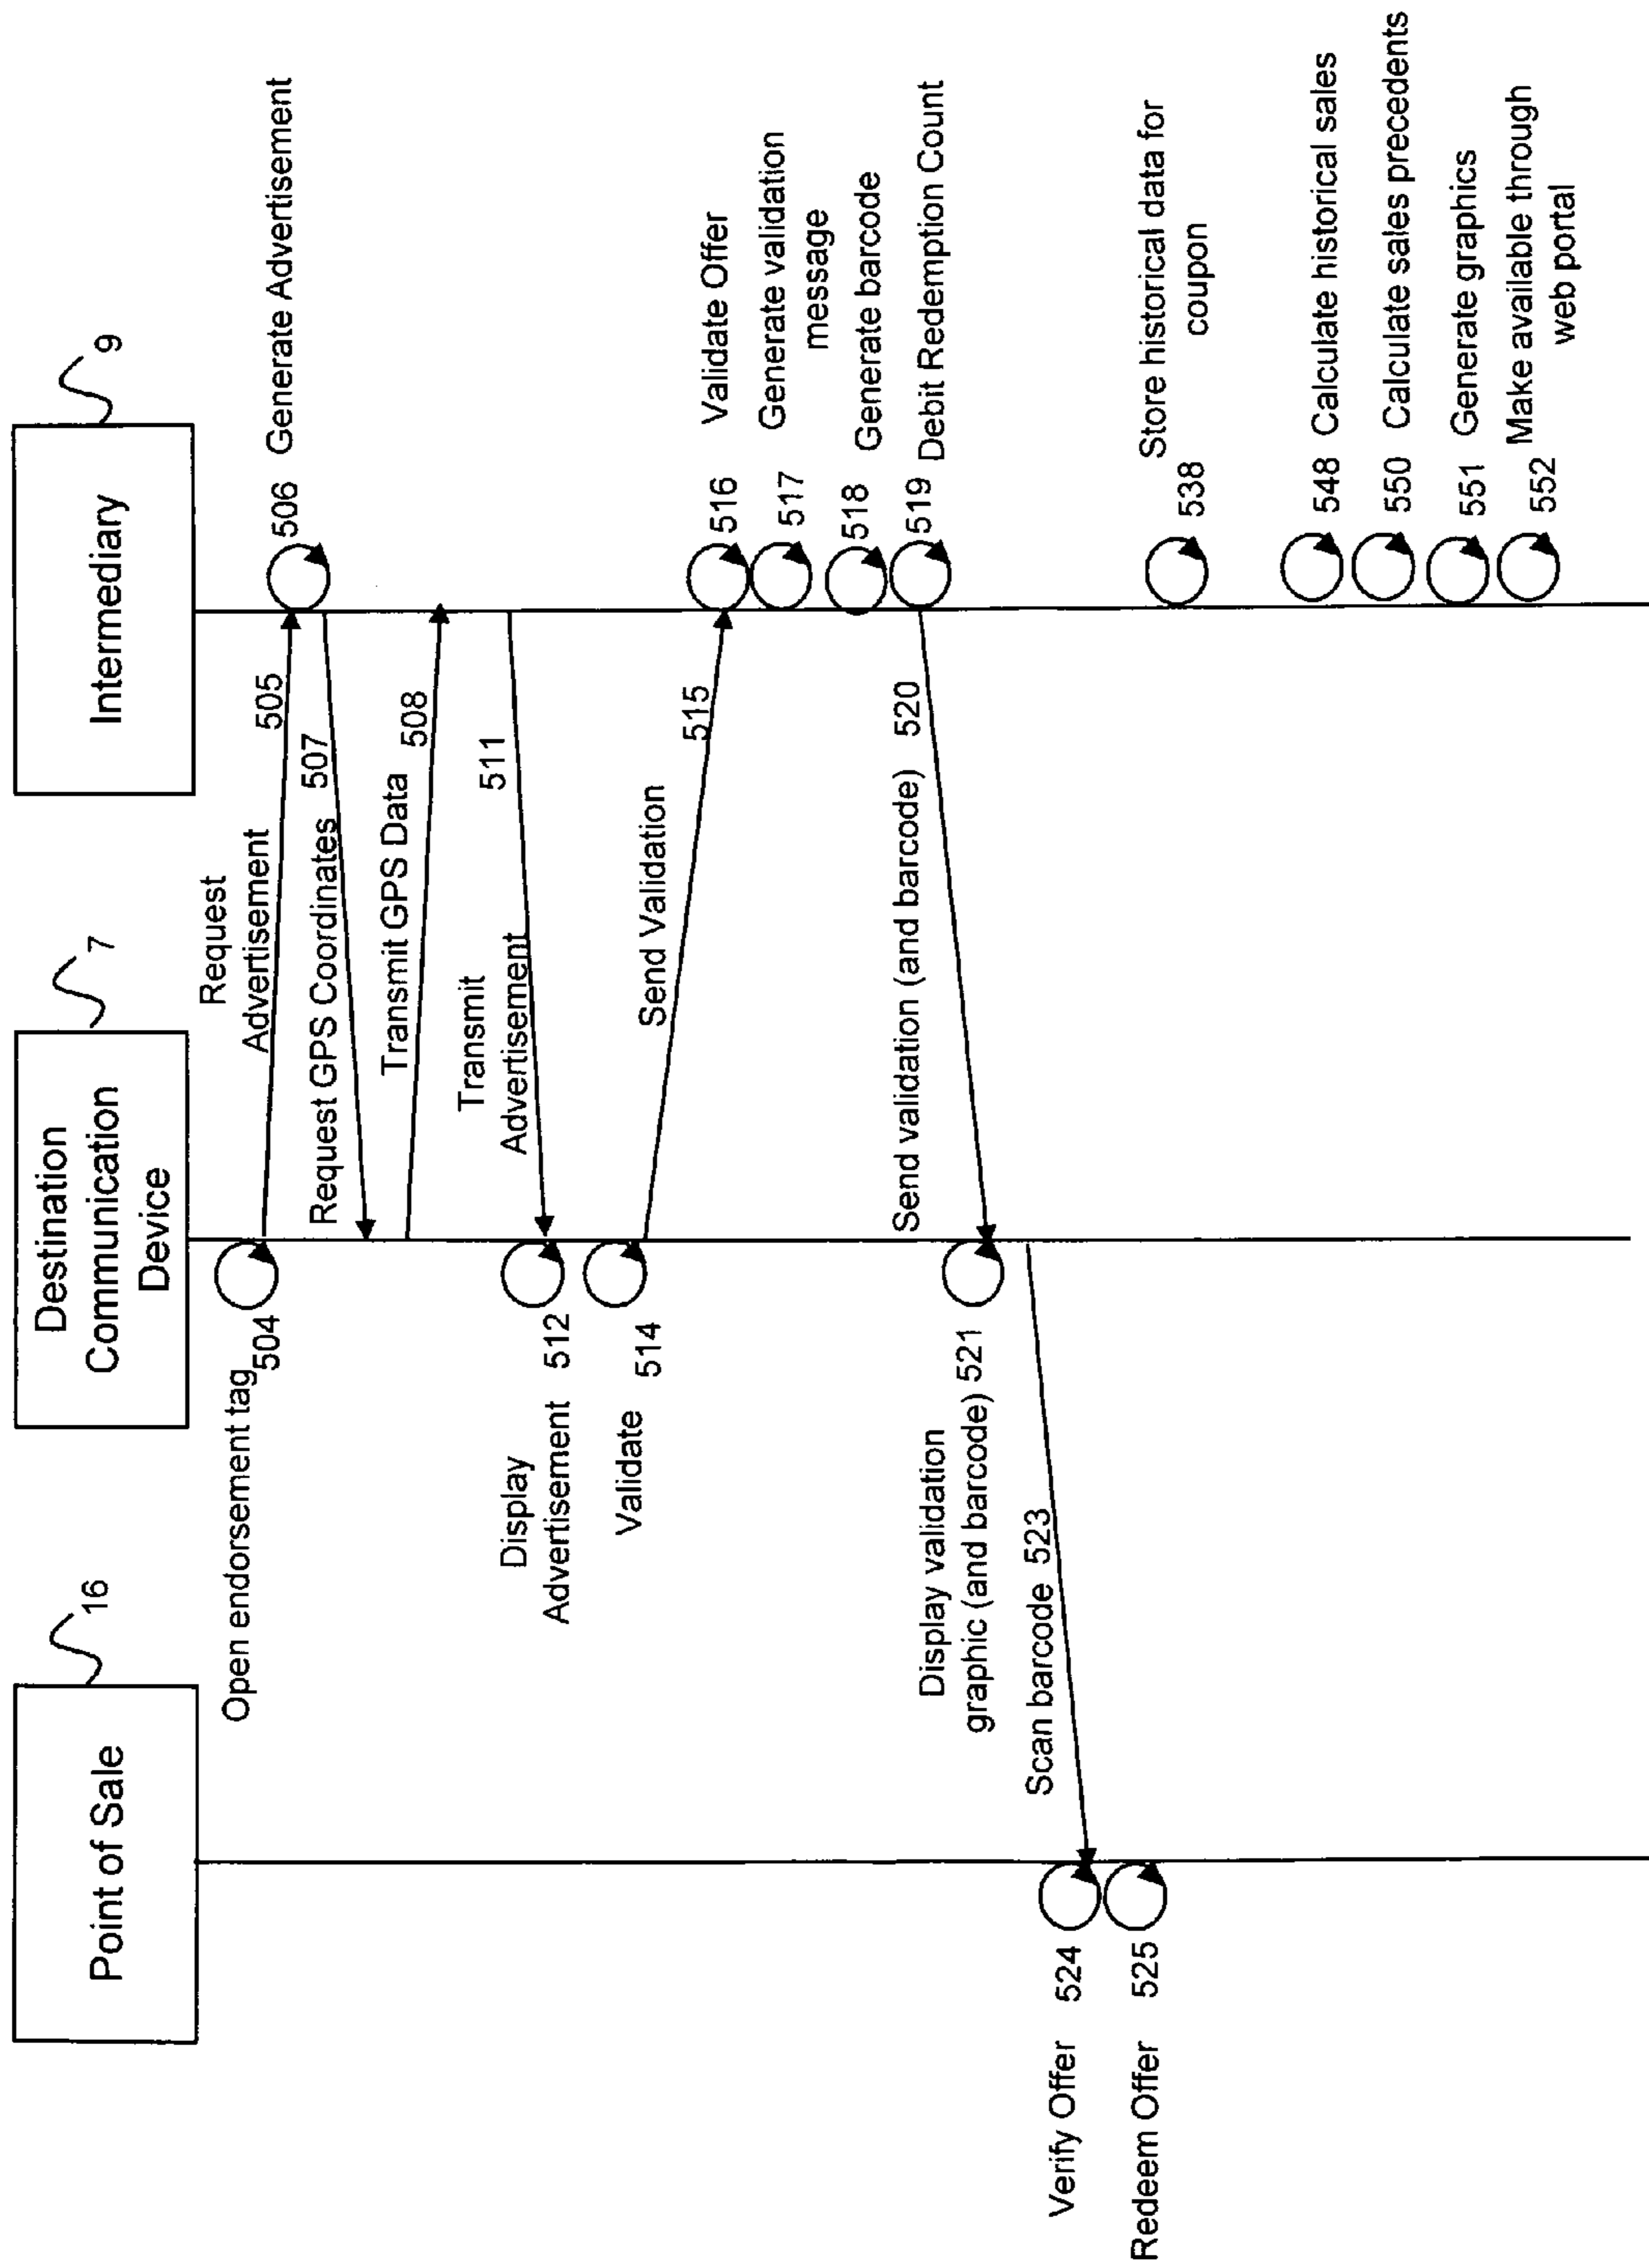 Point of Sale
16
Destination
Communication
Device
7
Intermediary
9
Open endorsement tag
504
Request
Advertisement
505
506
Generate Advertisement
Request GPS Coordinates 507
Transmit GPS Data
508
Transmit
Advertisement
511
Display
Advertisement
512
Validate
514
Send Validation
515
516
Validate Offer
517
Generate validation
message
518
Generate barcode
519
Debit Redemption Count
Send validation (and barcode) 520
Display validation
graphic (and barcode) 521
Scan barcode 523
Verify Offer
524
Redeem Offer
525
Store historical data for
coupon
538
548 Calculate historical sales
550 Calculate sales precedents
551 Generate graphics
552 Make available through
web portal